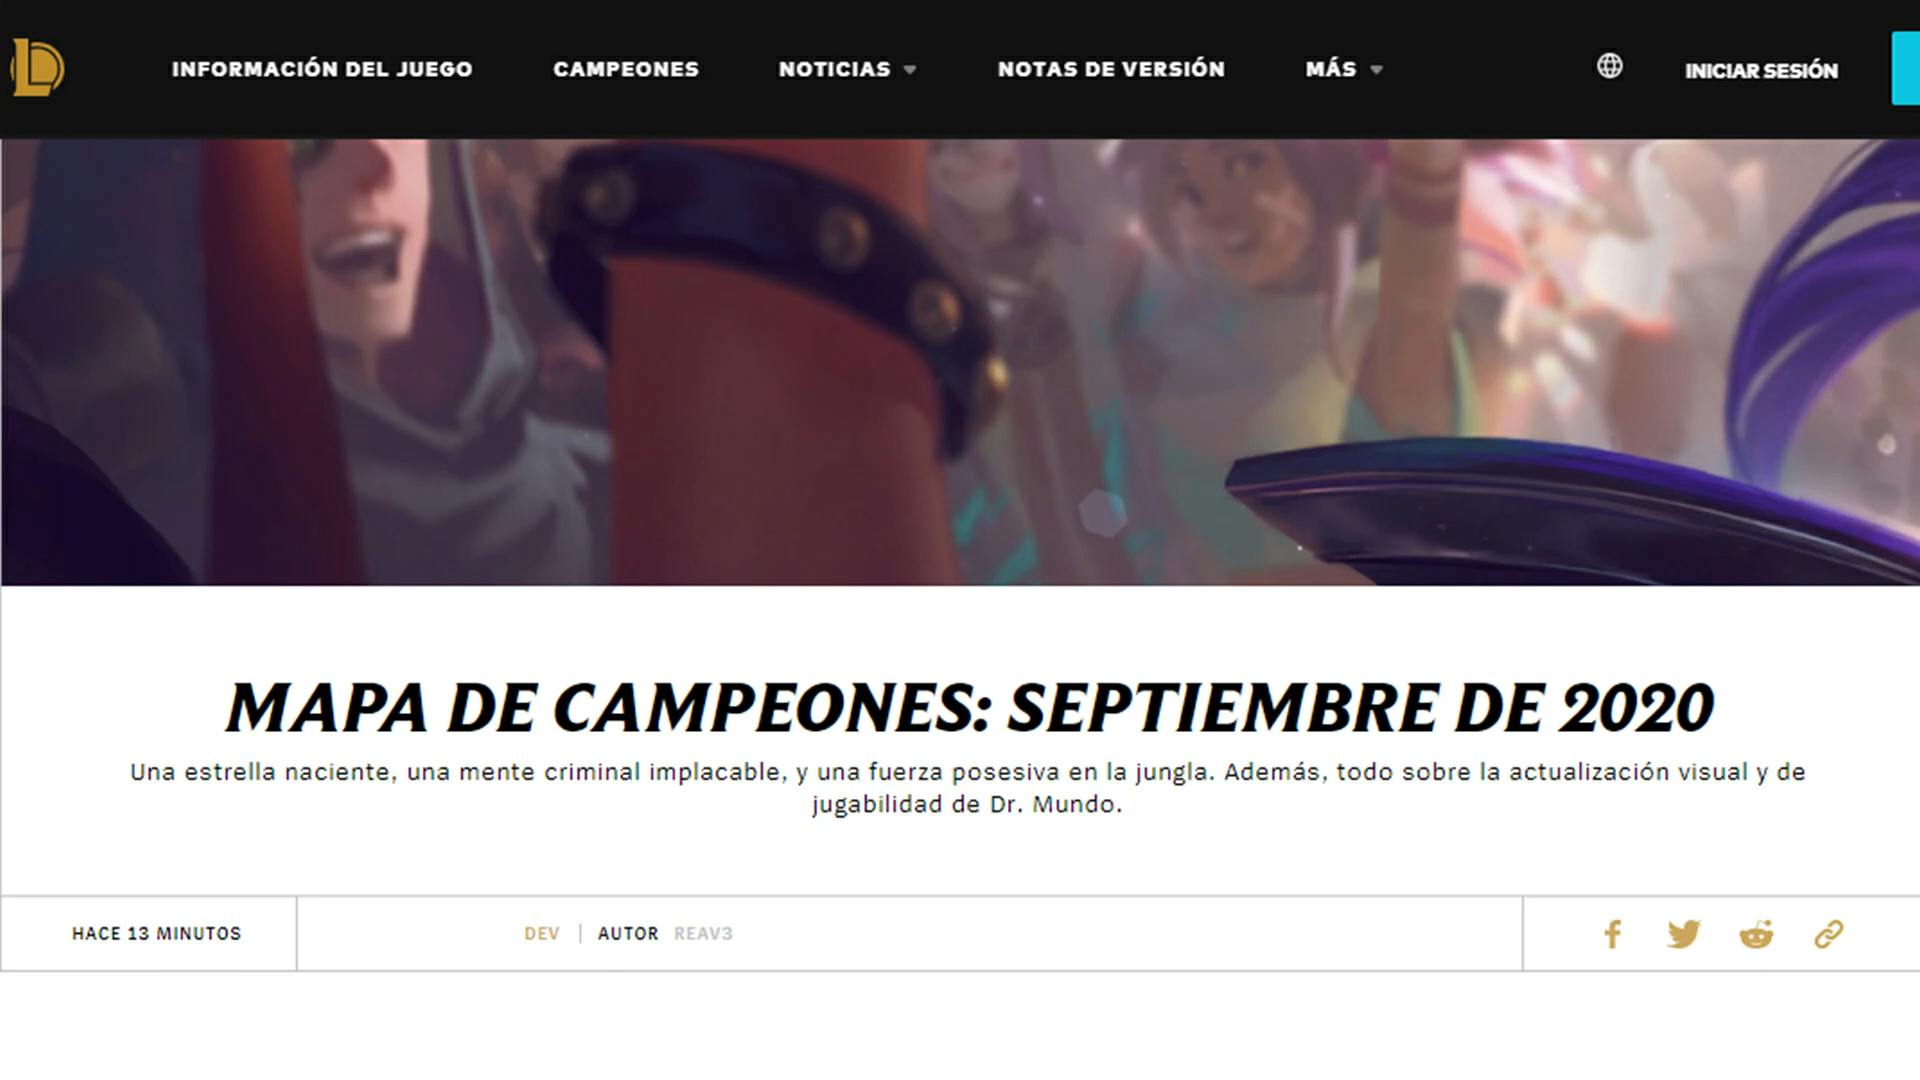 INFORMACIÓN DEL JUEGO CAMPEONES NOTICIAS NOTAS DE VERSIÓN MÁS INICIAR SESIÓN
MAPA DE CAMPEONES: SEPTIEMBRE DE 2020
Una estrella naciente, una mente criminal implacable, y una fuerza posesiva en la jungla. Además, todo sobre la actualización visual y de
jugabilidad de Dr. Mundo.
HACE 13 MINUTOS DEV | AUTOR REAV3